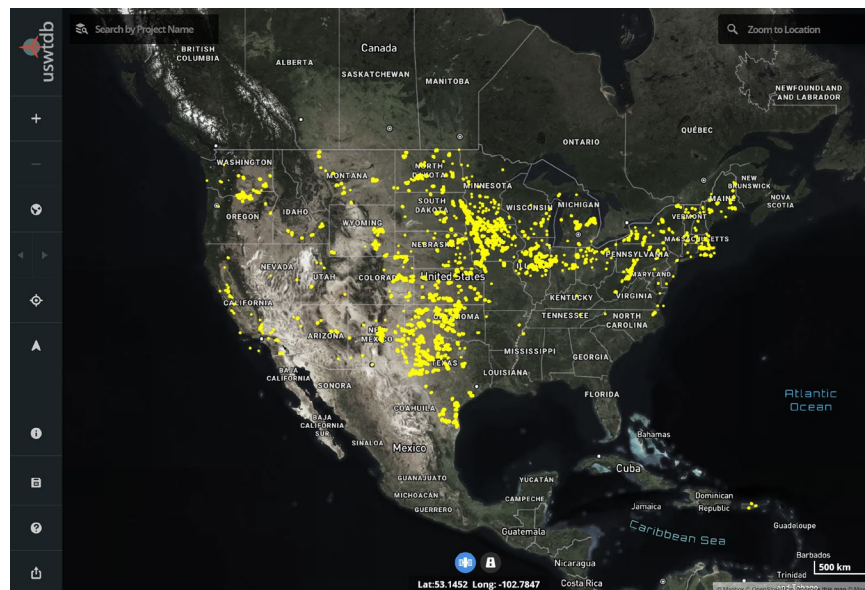 uswtdb
Search by Project Name
Zoom to Location
BRITISH
COLUMBIA
Canada
ALBERTA
SASKATCHEWAN
MANITOBA
NEWFOUNDLAND
AND LABRADOR
ONTARIO
QUÉBEC
WASHINGTON
MONTANA
NORTH
DAKOTA
MINNESOTA
NEW
BRUNSWICK
NOVA
SCOTIA
MAINE
OREGON
IDAHO
WYOMING
SOUTH
DAKOTA
WISCONSIN
MICHIGAN
VERMONT
MASSACHUSETTS
NEBRASKA
NEVADA
UTAH
COLORADO
United States
PENNSYLVANIA
MARYLAND
CALIFORNIA
KENTUCKY
VIRGINIA
ARIZONA
NEW
MEXICO
OKLAHOMA
TENNESSEE
NORTH
CAROLINA
TEXAS
MISSISSIPPI
GEORGIA
LOUISIANA
BAJA
CALIFORNIA
SONORA
FLORIDA
Atlantic
Ocean
COAHUILA
BAJA
CALIFORNIA
SUR
SINALOA
Mexico
Bahamas
Cuba
GUANAJUATO
YUCATÁN
MICHOACÁN
CAMPECHE
GUERRERO
Jamaica
Dominican
Republic
Guadeloupe
Guatemala
Caribbean Sea
Nicaragua
Barbados
Trinidad
500 km
Costa Rica
Lat:53.1452 Long: -102.7847